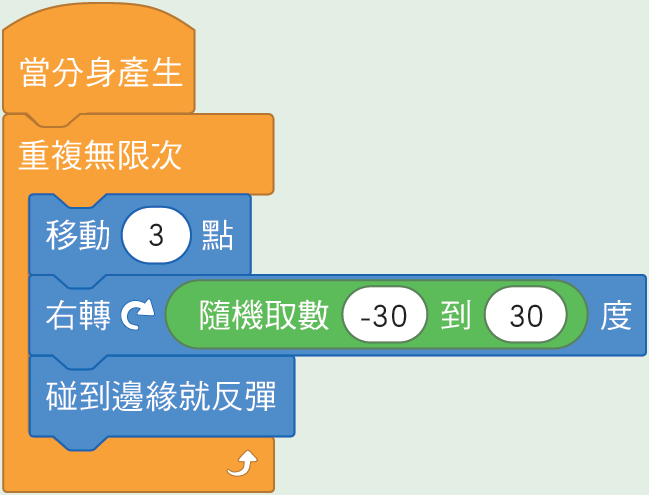 當分身產生
重複無限次
移動 3 點
右轉 隨機取數 -30 到 30 度
碰到邊緣就反彈